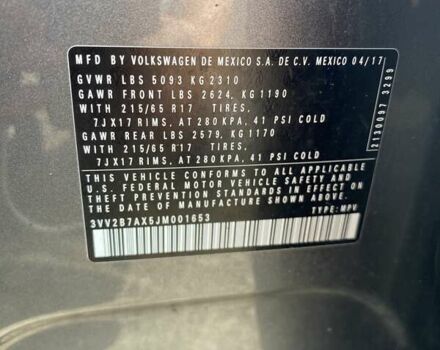 MFD BY VOLKSWAGEN DE MEXICO S.A. DE C.V. MEXICO 04/17
GVWR LBS 5093 KG 2310
GAWR FRONT LBS 2624, KG 1190
WITH 215/65 R17 TIRES,
7JX17 RIMS, AT 280 KPA, 41 PSI COLD
GAWR REAR LBS 2579, KG 1170
WITH 215/65 R17 TIRES,
7JX17 RIMS, AT 280 KPA, 41 PSI COLD
THIS VEHICLE CONFORMS TO ALL APPLICABLE
U.S. FEDERAL MOTOR VEHICLE SAFETY AND
THEFT PREVENTION STANDARDS IN EFFECT ON THE DATE
OF MANUFACTURE SHOWN ABOVE.
3VV2B7AX5JM001653
TYPE: MPV
2130097 3299